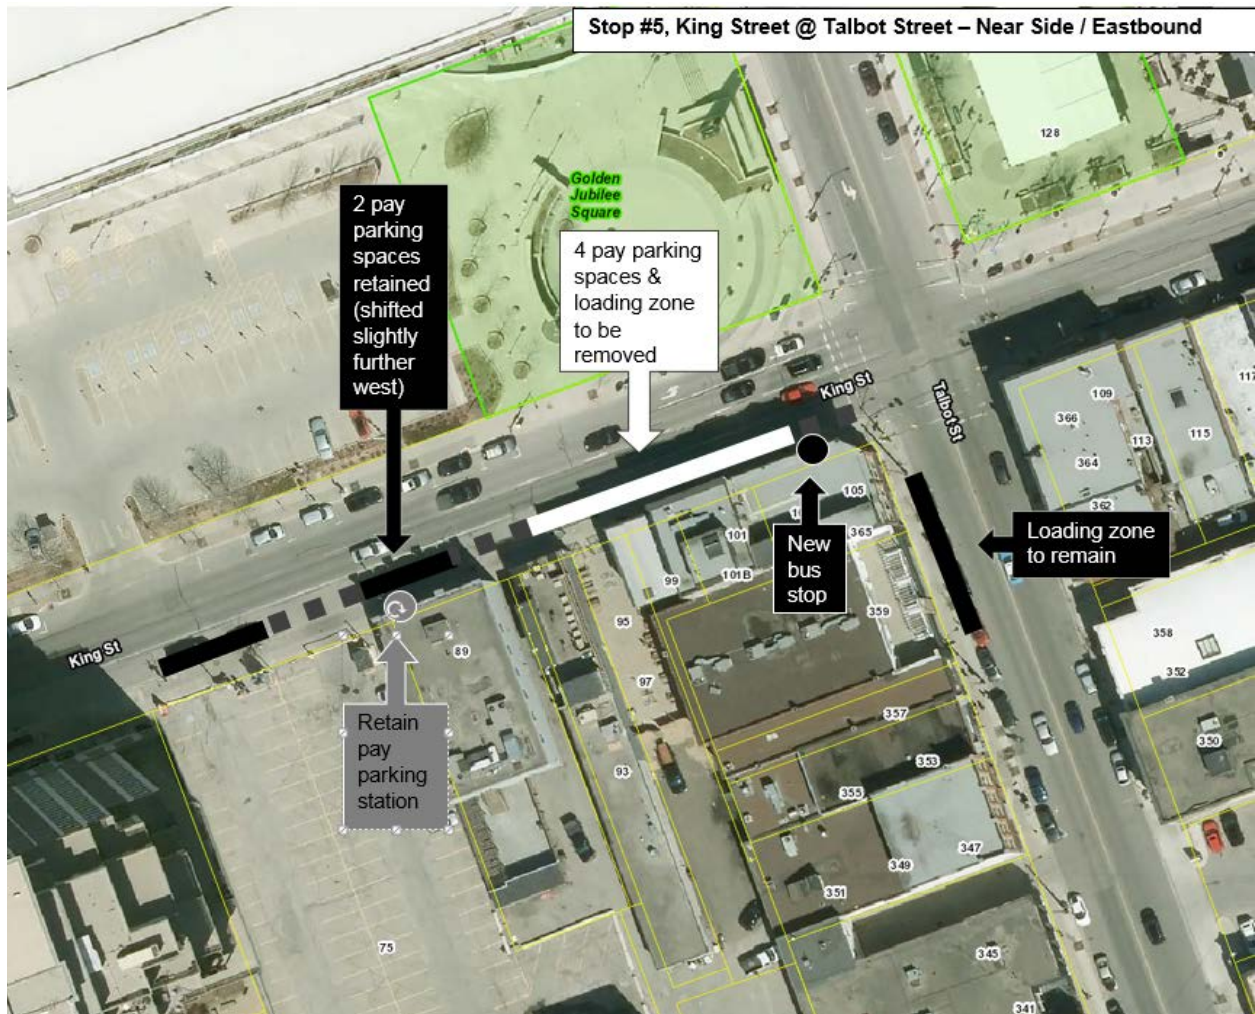 Stop #5, King Street @ Talbot Street – Near Side / Eastbound
128
Golden
Jubilee
Square
2 pay
parking
spaces
retained
(shifted
slightly
further
west)
4 pay parking
spaces &
loading zone
to be
removed
King St
Talbot St
117
109
366
113
115
364
362
105
101
365
99
101B
New
bus
stop
Loading zone
to remain
359
95
358
352
King St
89
97
357
350
Retain
pay
parking
station
93
353
355
347
349
351
75
345
341